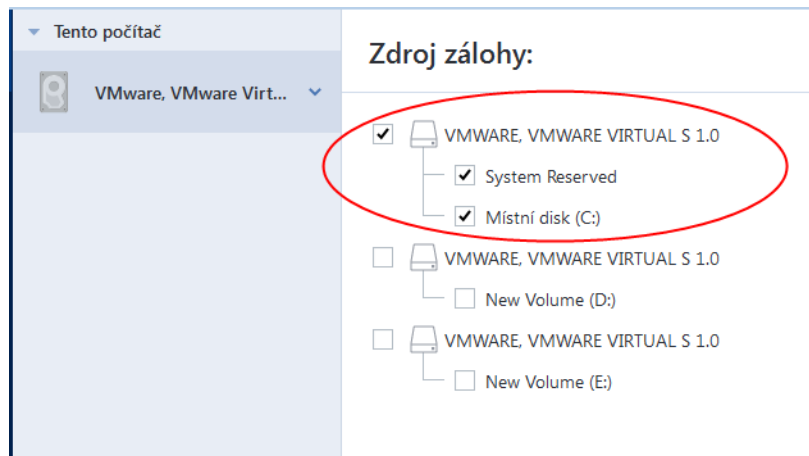 Tento počítač
VMware, VMware Virt...
Zdroj zálohy:
VMWARE, VMWARE VIRTUAL S 1.0
System Reserved
Místní disk (C:)
VMWARE, VMWARE VIRTUAL S 1.0
New Volume (D:)
VMWARE, VMWARE VIRTUAL S 1.0
New Volume (E:)